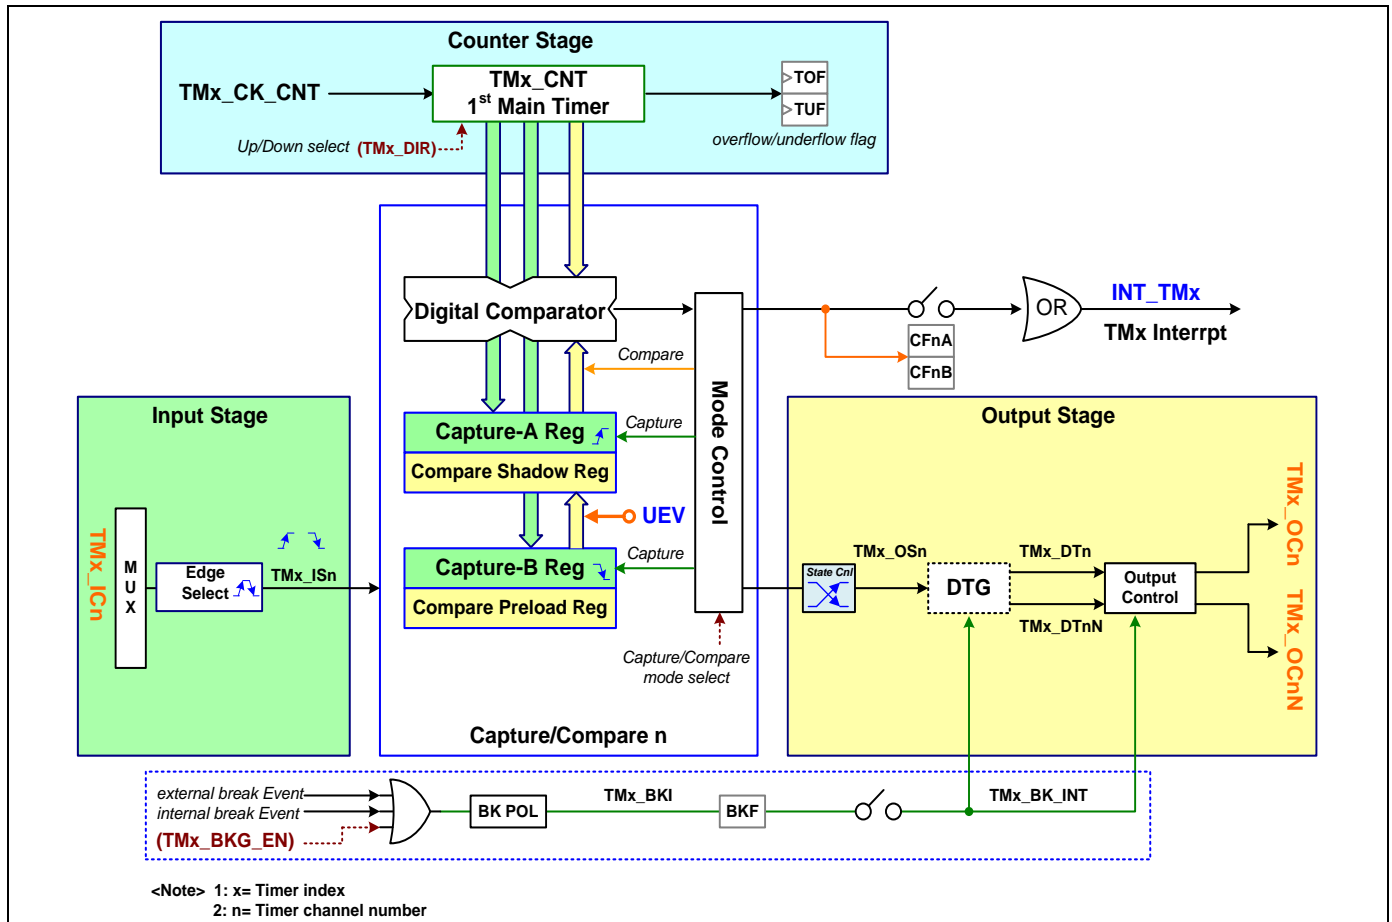 Counter Stage
TMx_CK_CNT
TMx_CNT
1st Main Timer
TOF
TUF
Up/Down select (TMx_DIR)
overflow/underflow flag
Digital Comparator
Compare
Mode Control
CFnA
CFnB
OR
INT_TMx
TMx Interrpt
Input Stage
TMx_ICn
MUX
Edge
Select
TMx_ISn
Capture-A Reg
Capture
Compare Shadow Reg
UEV
Capture-B Reg
Capture
Compare Preload Reg
Capture/Compare
mode select
Capture/Compare n
Output Stage
State Cnl
TMx_OSn
DTG
TMx_DTn
TMx_DTnN
Output
Control
TMx_OCn
TMx_OCnN
external break Event
internal break Event
(TMx_BKG_EN)
BK POL
TMx_BKI
BKF
TMx_BK_INT
<Note> 1: x= Timer index
2: n= Timer channel number